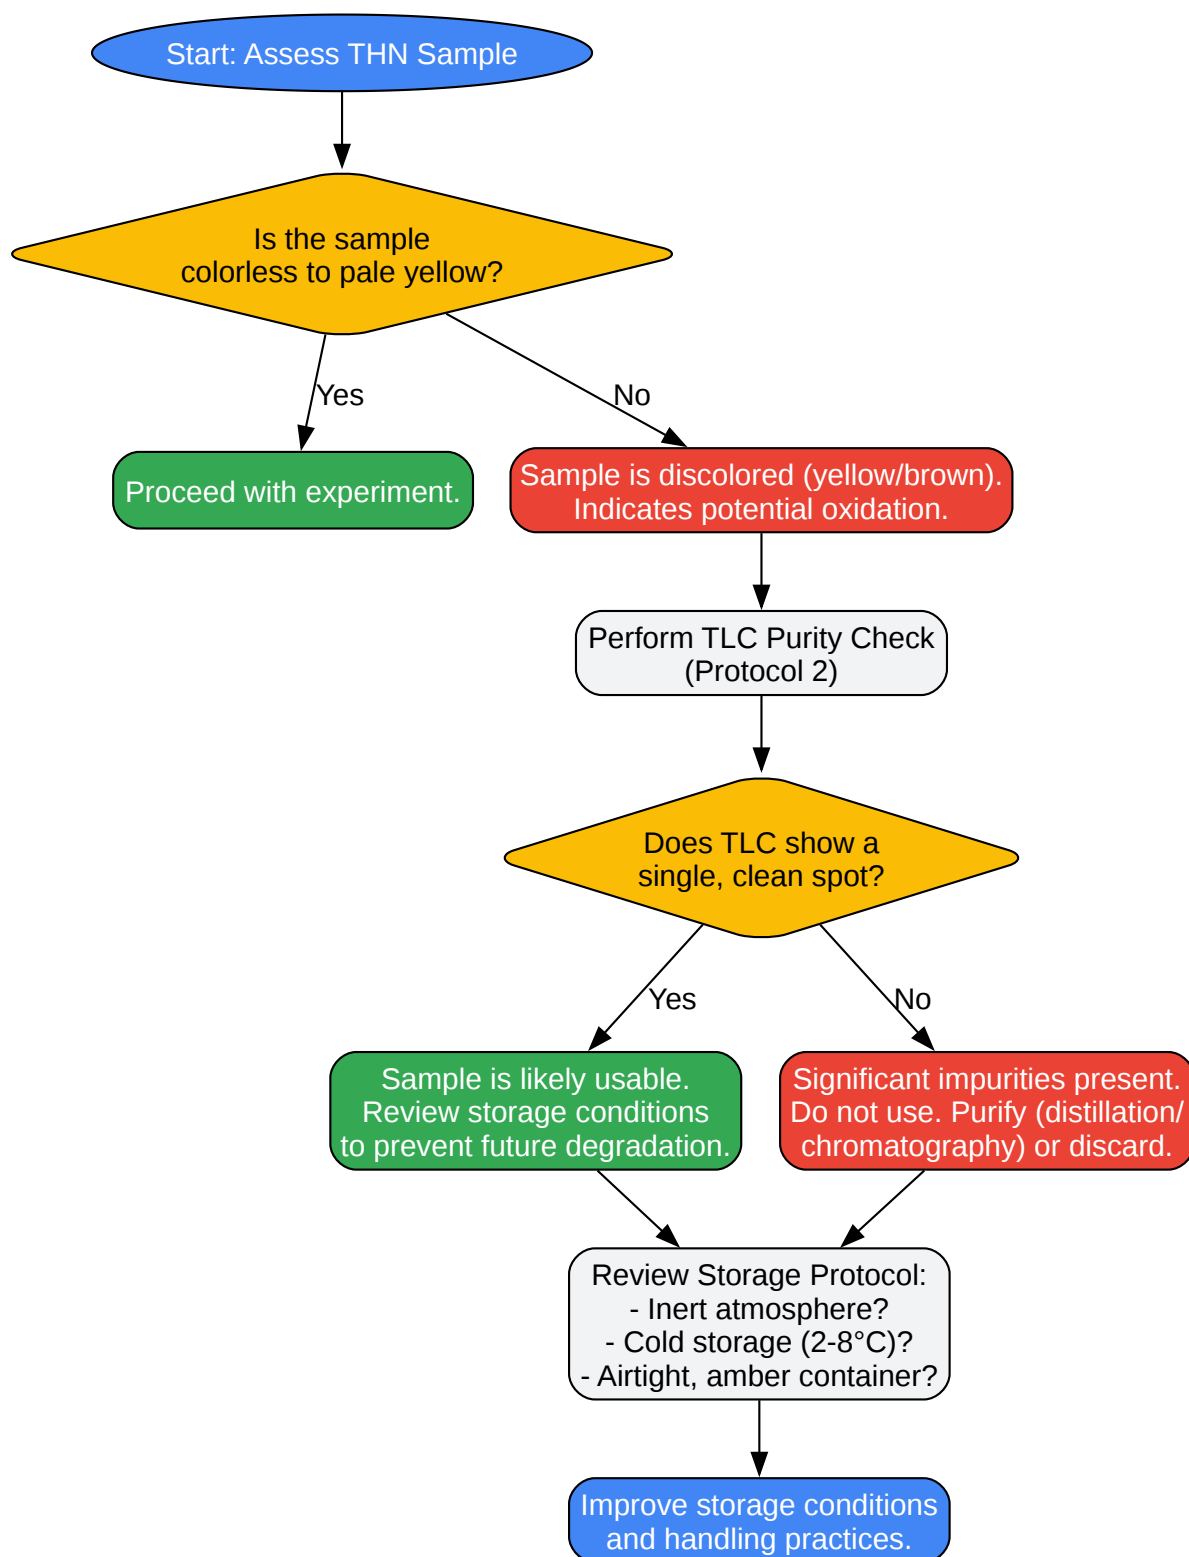 Start: Assess THN Sample
Is the sample
colorless to pale yellow?
Yes
No
Proceed with experiment.
Sample is discolored (yellow/brown).
Indicates potential oxidation.
Perform TLC Purity Check
(Protocol 2)
Does TLC show a
single, clean spot?
Yes
No
Sample is likely usable.
Review storage conditions
to prevent future degradation.
Significant impurities present.
Do not use. Purify (distillation/
chromatography) or discard.
Review Storage Protocol:
- Inert atmosphere?
- Cold storage (2-8°C)?
- Airtight, amber container?
Improve storage conditions
and handling practices.